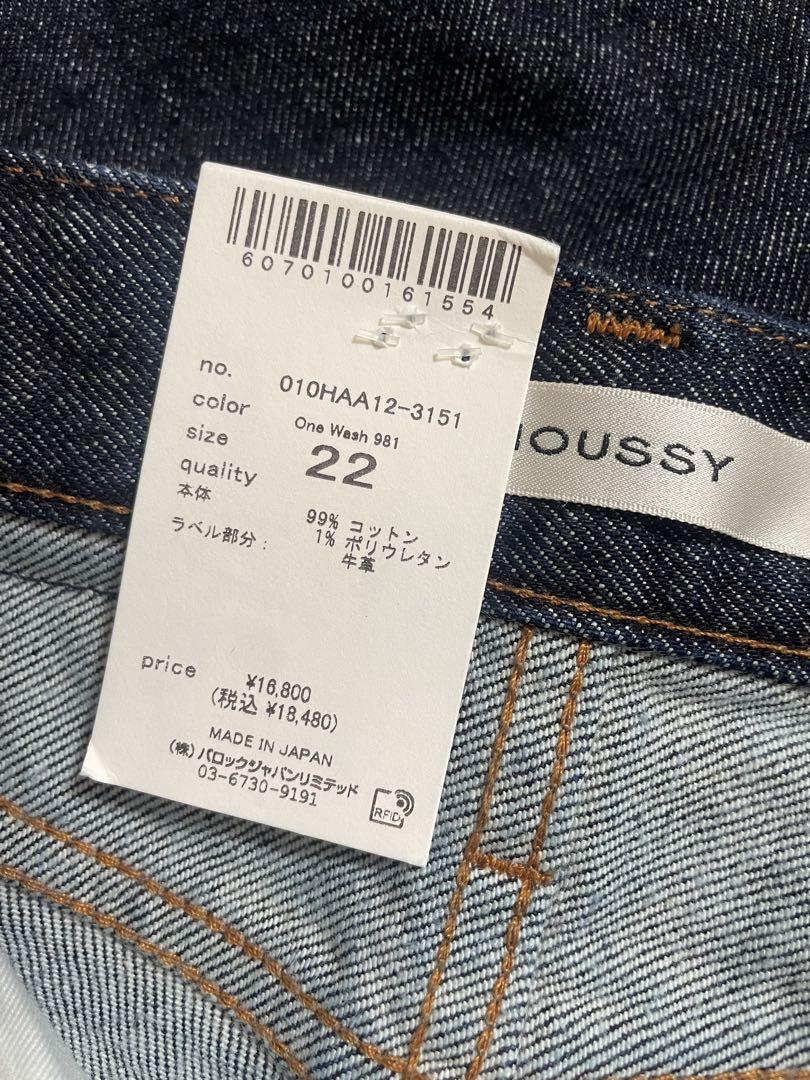 6070100161554
no. 010HAA12-3151
color One Wash 981
size 22
quality
本体 99% コットン
1% ポリウレタン
ラベル部分: 牛革
price ¥16,800
(税込 ¥18,480)
MADE IN JAPAN
(株)バロックジャパンリミテッド
03-6730-9191
RFID
MOUSSY